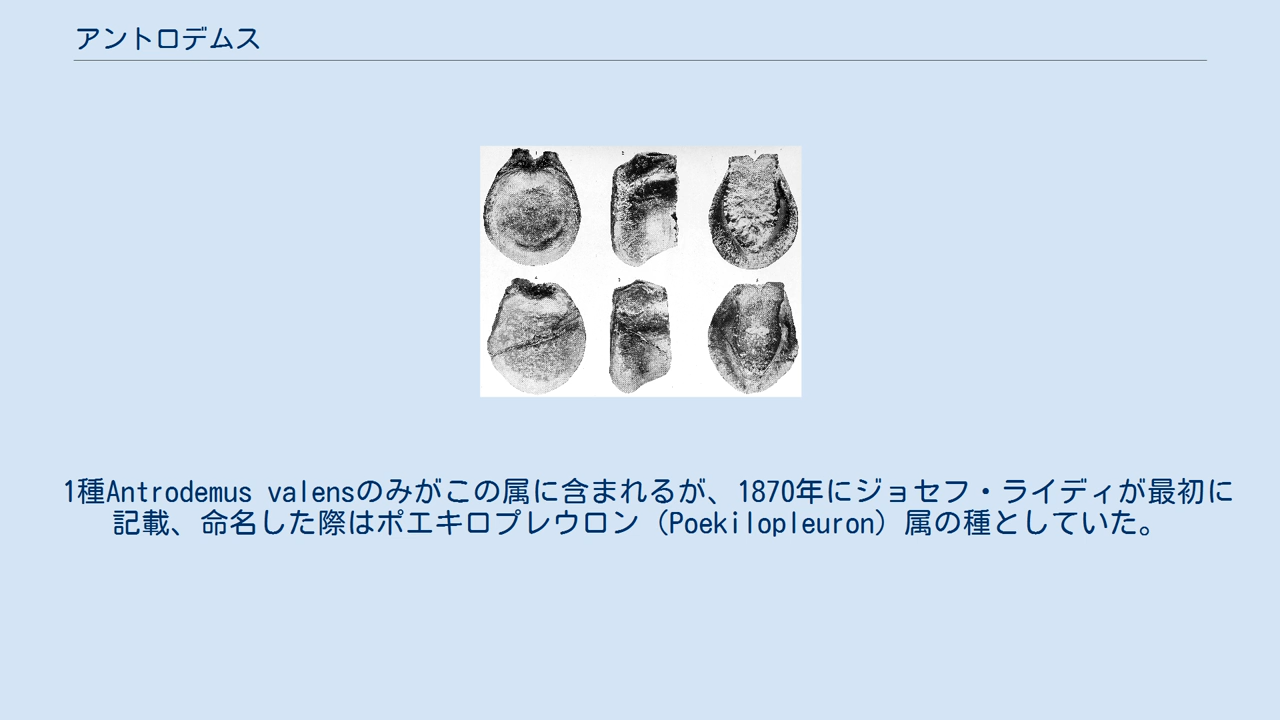 アントロデムス
1種Antrodemus valensのみがこの属に含まれるが、1870年にジョセフ・ライディが最初に
記載、命名した際はポエキロプレウロン（Poekilopleuron）属の種としていた。